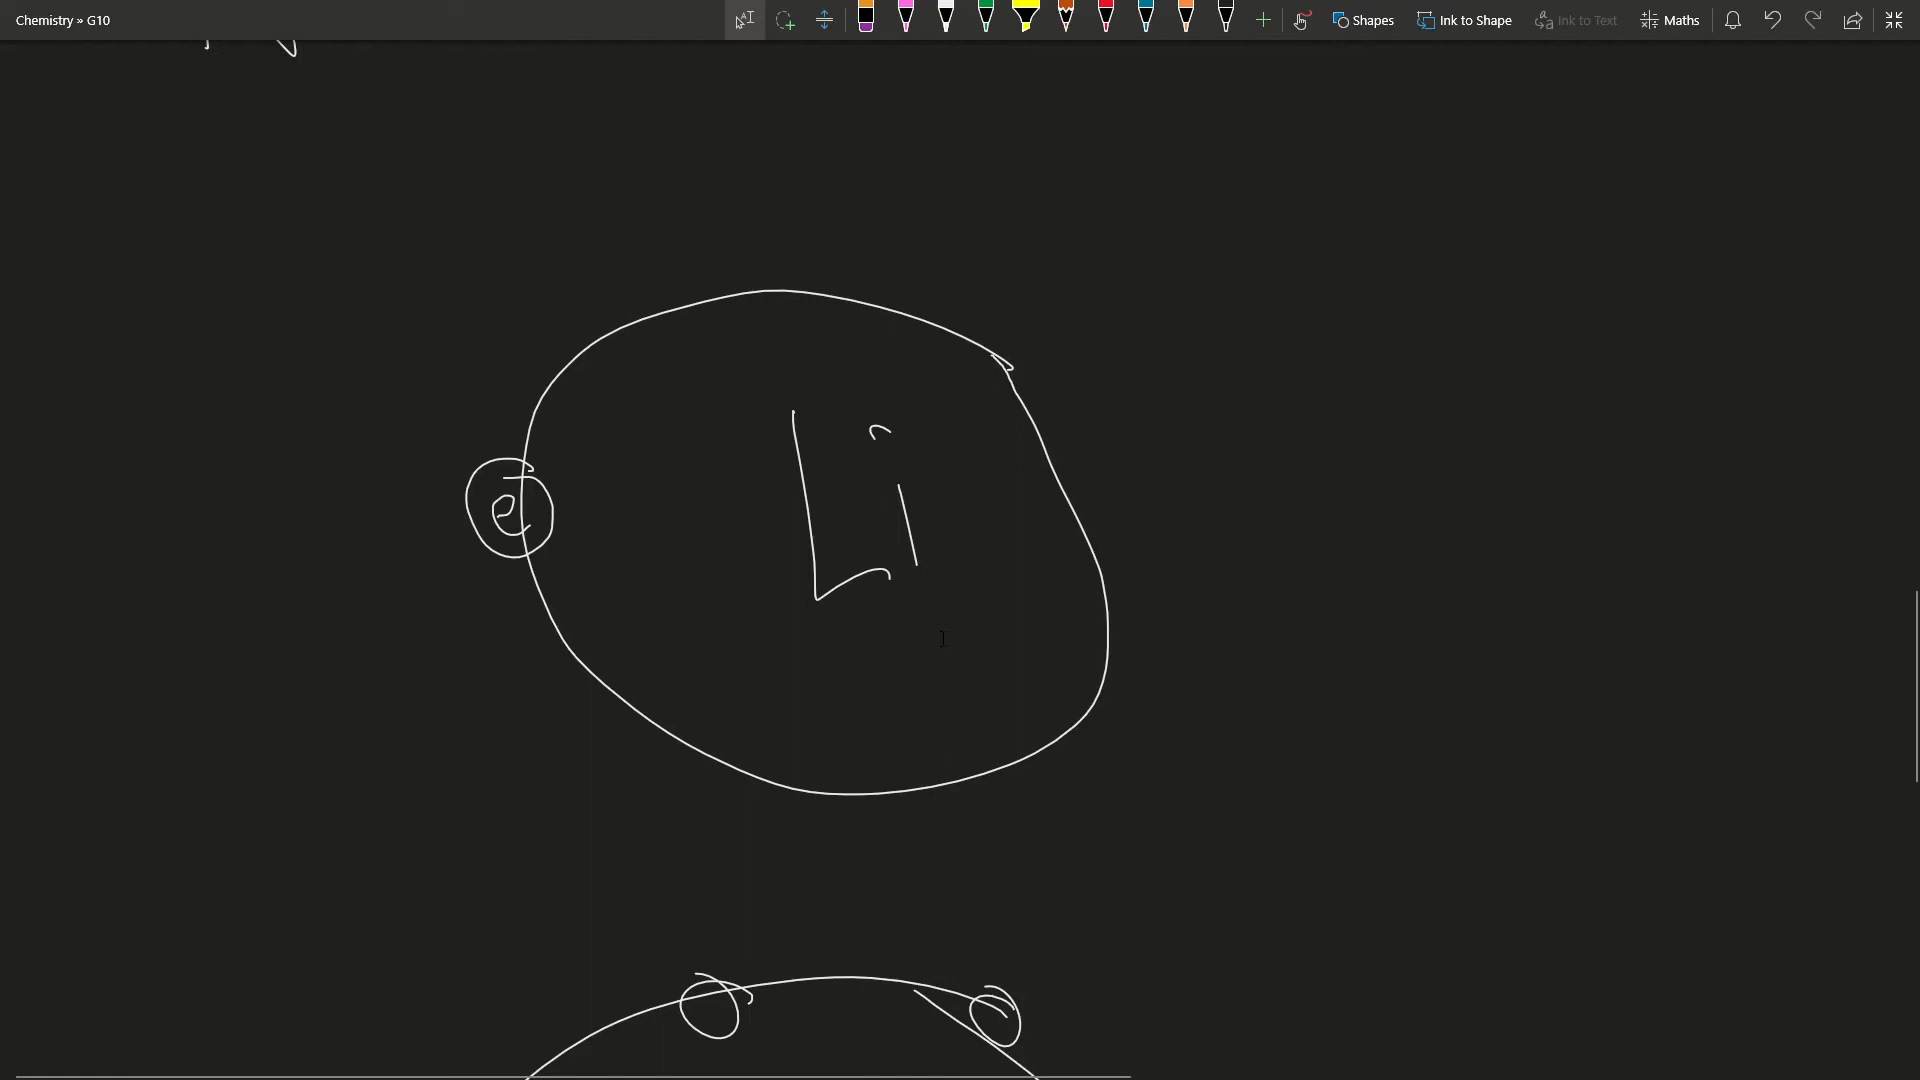 Chemistry » G10
Shapes
Ink to Shape
Ink to Text
Maths
Li
e